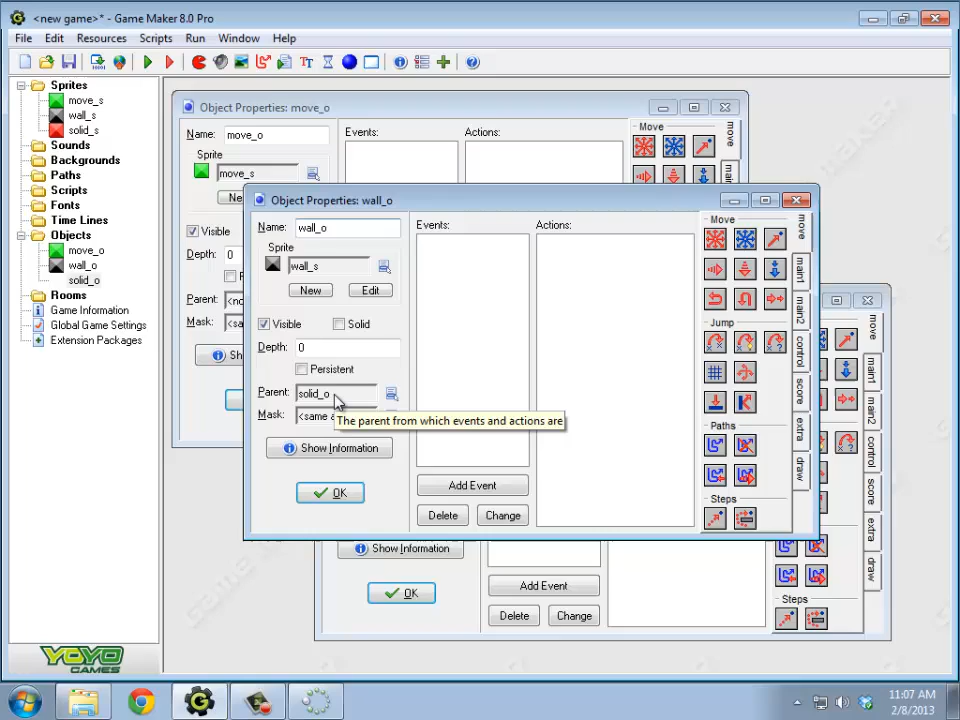 <new game>* - Game Maker 8.0 Pro
File Edit Resources Scripts Run Window Help
Sprites
move_s
wall_s
solid_s
Sounds
Backgrounds
Paths
Scripts
Fonts
Time Lines
Objects
move_o
wall_o
solid_o
Rooms
Game Information
Global Game Settings
Extension Packages
YOYO
GAMES
Object Properties: move_o
Name: move_o
Sprite
move_s
Ne
Visible
Depth: 0
Parent: <no
Mask: <sa
Sh
Events:
Actions:
Move
move
Object Properties: wall_o
Name: wall_o
Sprite
wall_s
New Edit
Visible Solid
Depth: 0
Persistent
Parent: solid_o
Mask: <same a
The parent from which events and actions are
Show Information
OK
Events:
Actions:
Add Event
Delete Change
Move
Jump
Paths
Steps
move
main1
main2
control
score
extra
draw
Show Information
OK
Add Event
Delete Change
Steps
move
main1
main2
control
score
extra
draw
11:07 AM
2/8/2013